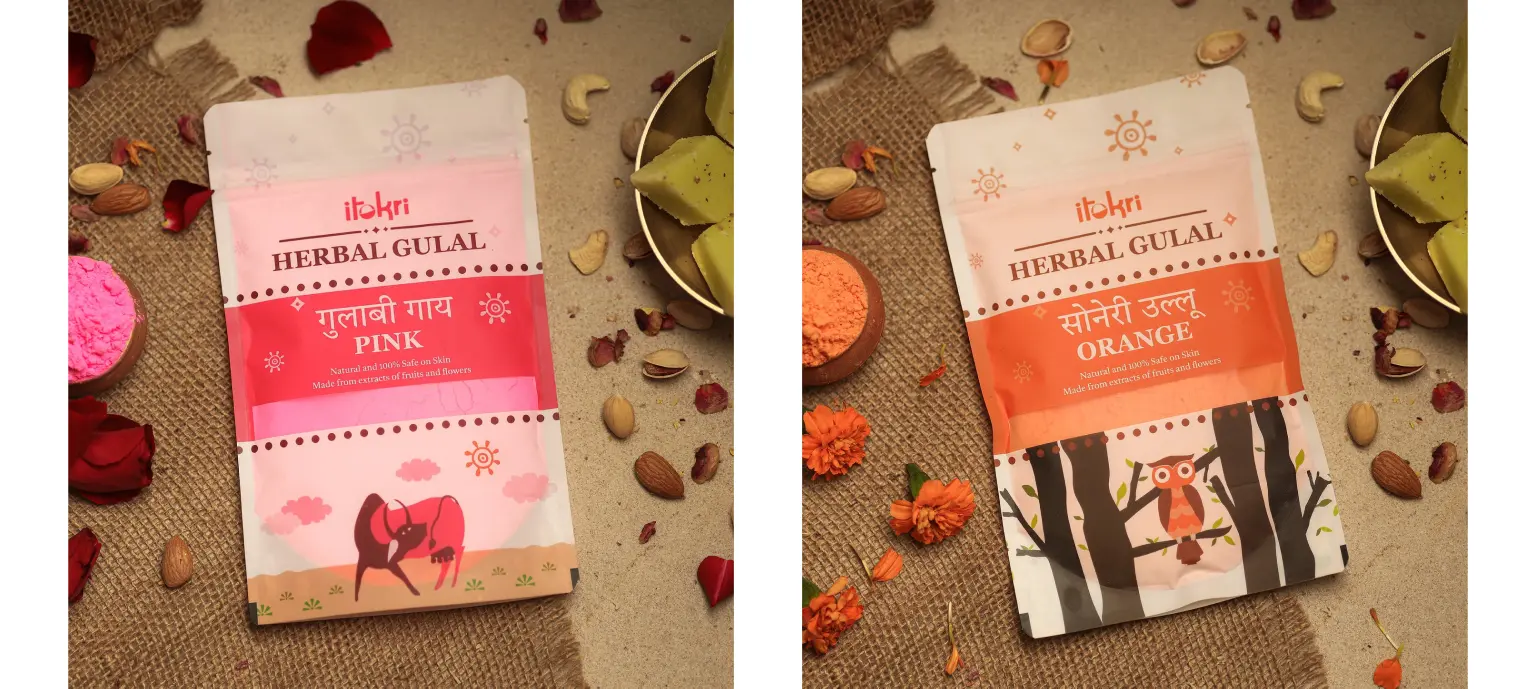 itokri
HERBAL GULAL
गुलाबी गाय
PINK
Natural and 100% Safe on Skin
Made from extracts of fruits and flowers
itokri
HERBAL GULAL
सोनेरी उल्लू
ORANGE
Natural and 100% Safe on Skin
Made from extracts of fruits and flowers